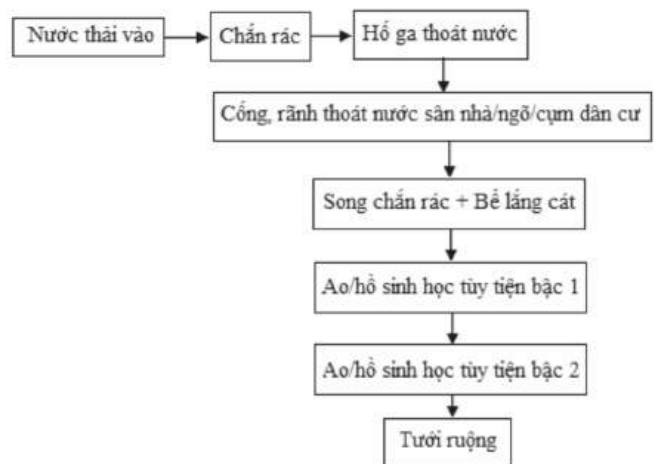 Nước thải vào
Chắn rác
Hố ga thoát nước
Cống, rãnh thoát nước sân nhà/ngõ/cụm dân cư
Song chắn rác + Bể lắng cát
Ao/hồ sinh học tùy tiện bậc 1
Ao/hồ sinh học tùy tiện bậc 2
Tưới ruộng